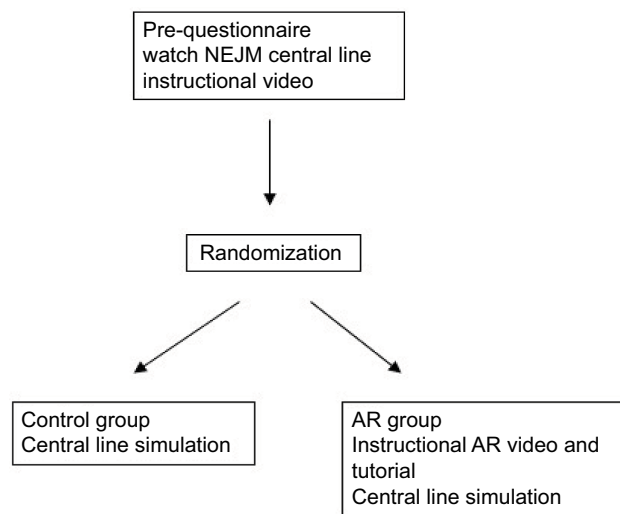 Pre-questionnaire
watch NEJM central line
instructional video
Randomization
Control group
Central line simulation
AR group
Instructional AR video and
tutorial
Central line simulation